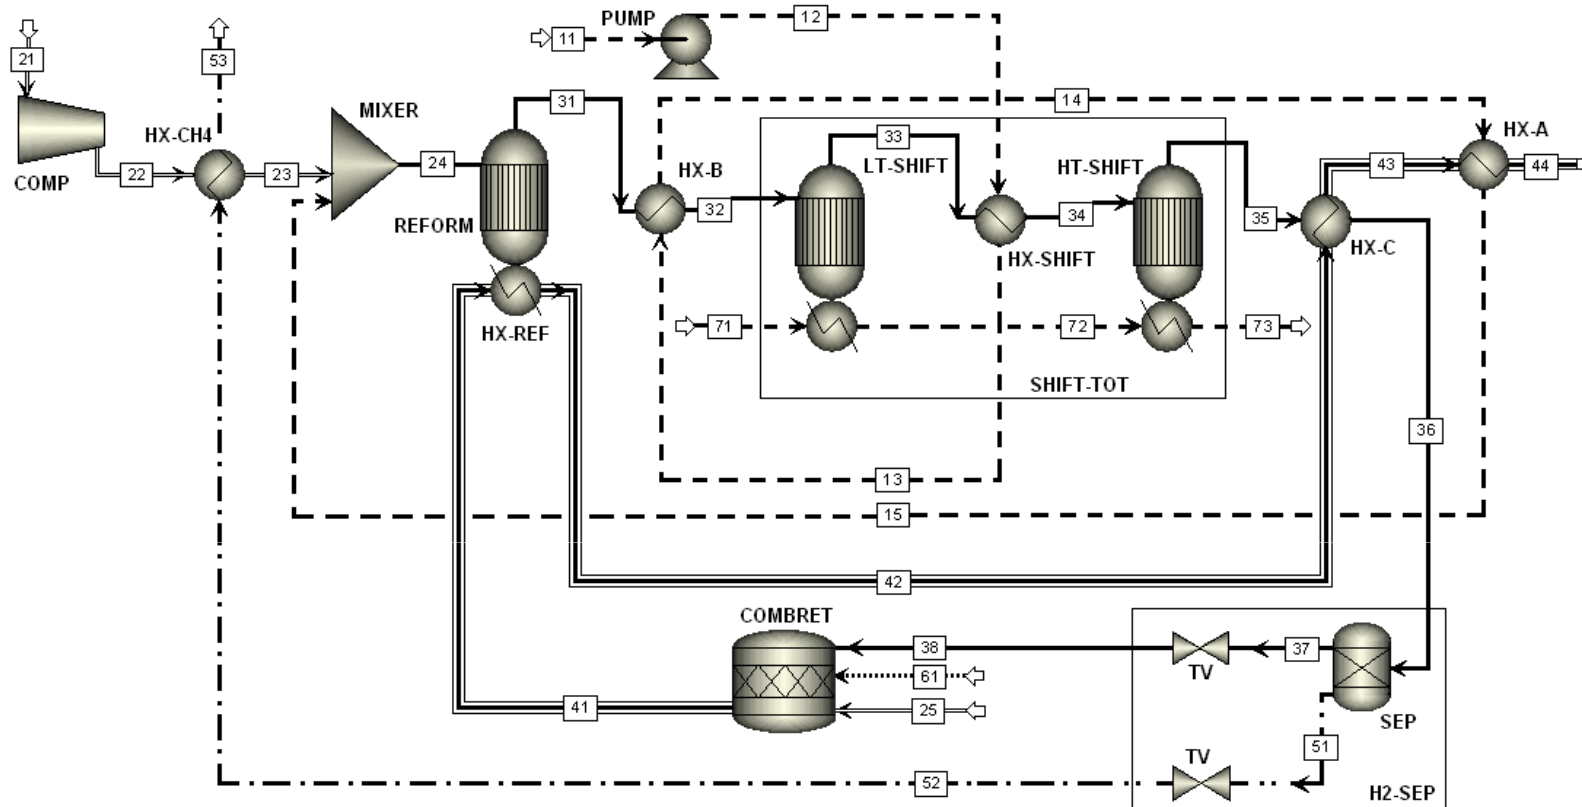 PUMP
12
11
21
53
31
14
MIXER
HX-CH4
HX-A
33
LT-SHIFT
HT-SHIFT
COMP
22
23
24
HX-B
43
44
REFORM
32
34
35
HX-SHIFT
HX-C
HX-REF
71
72
73
SHIFT-TOT
36
13
15
42
COMBRET
38
37
TV
61
25
41
SEP
51
TV
52
H2-SEP